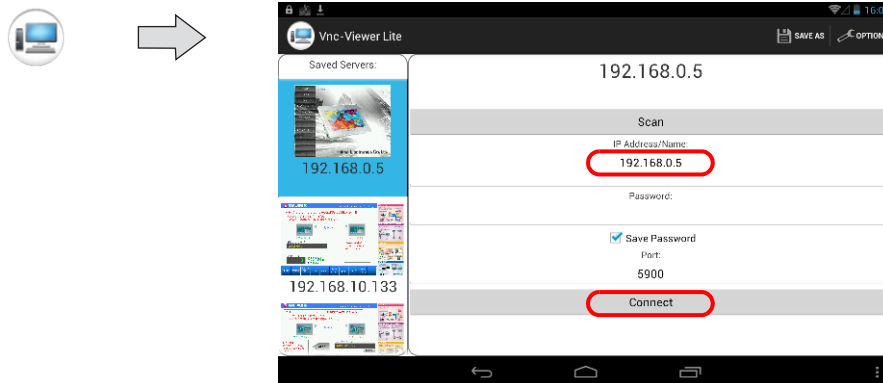 16:0
Vnc-Viewer Lite
SAVE AS
OPTION
Saved Servers:
192.168.0.5
192.168.10.133
192.168.0.5
Scan
IP Address/Name:
192.168.0.5
Password:
Save Password
Port:
5900
Connect